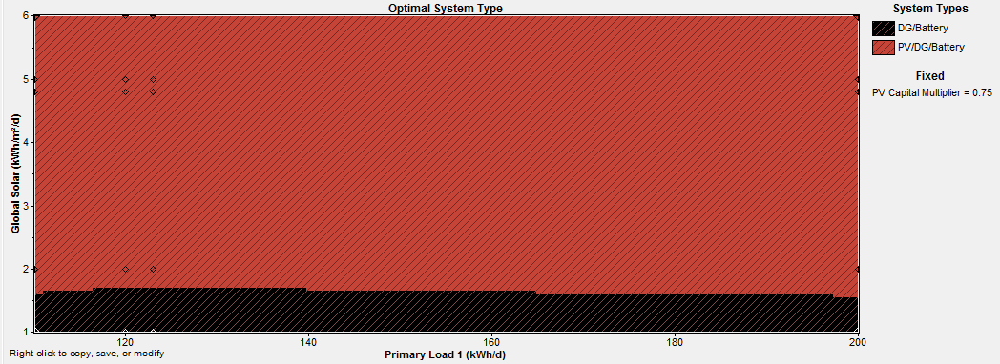 Optimal System Type
System Types
DG/Battery
PV/DG/Battery
Fixed
PV Capital Multiplier = 0.75
Global Solar (kWh/m²/d)
6
5
4
3
2
1
120
140
160
180
200
Primary Load 1 (kWh/d)
Right click to copy, save, or modify